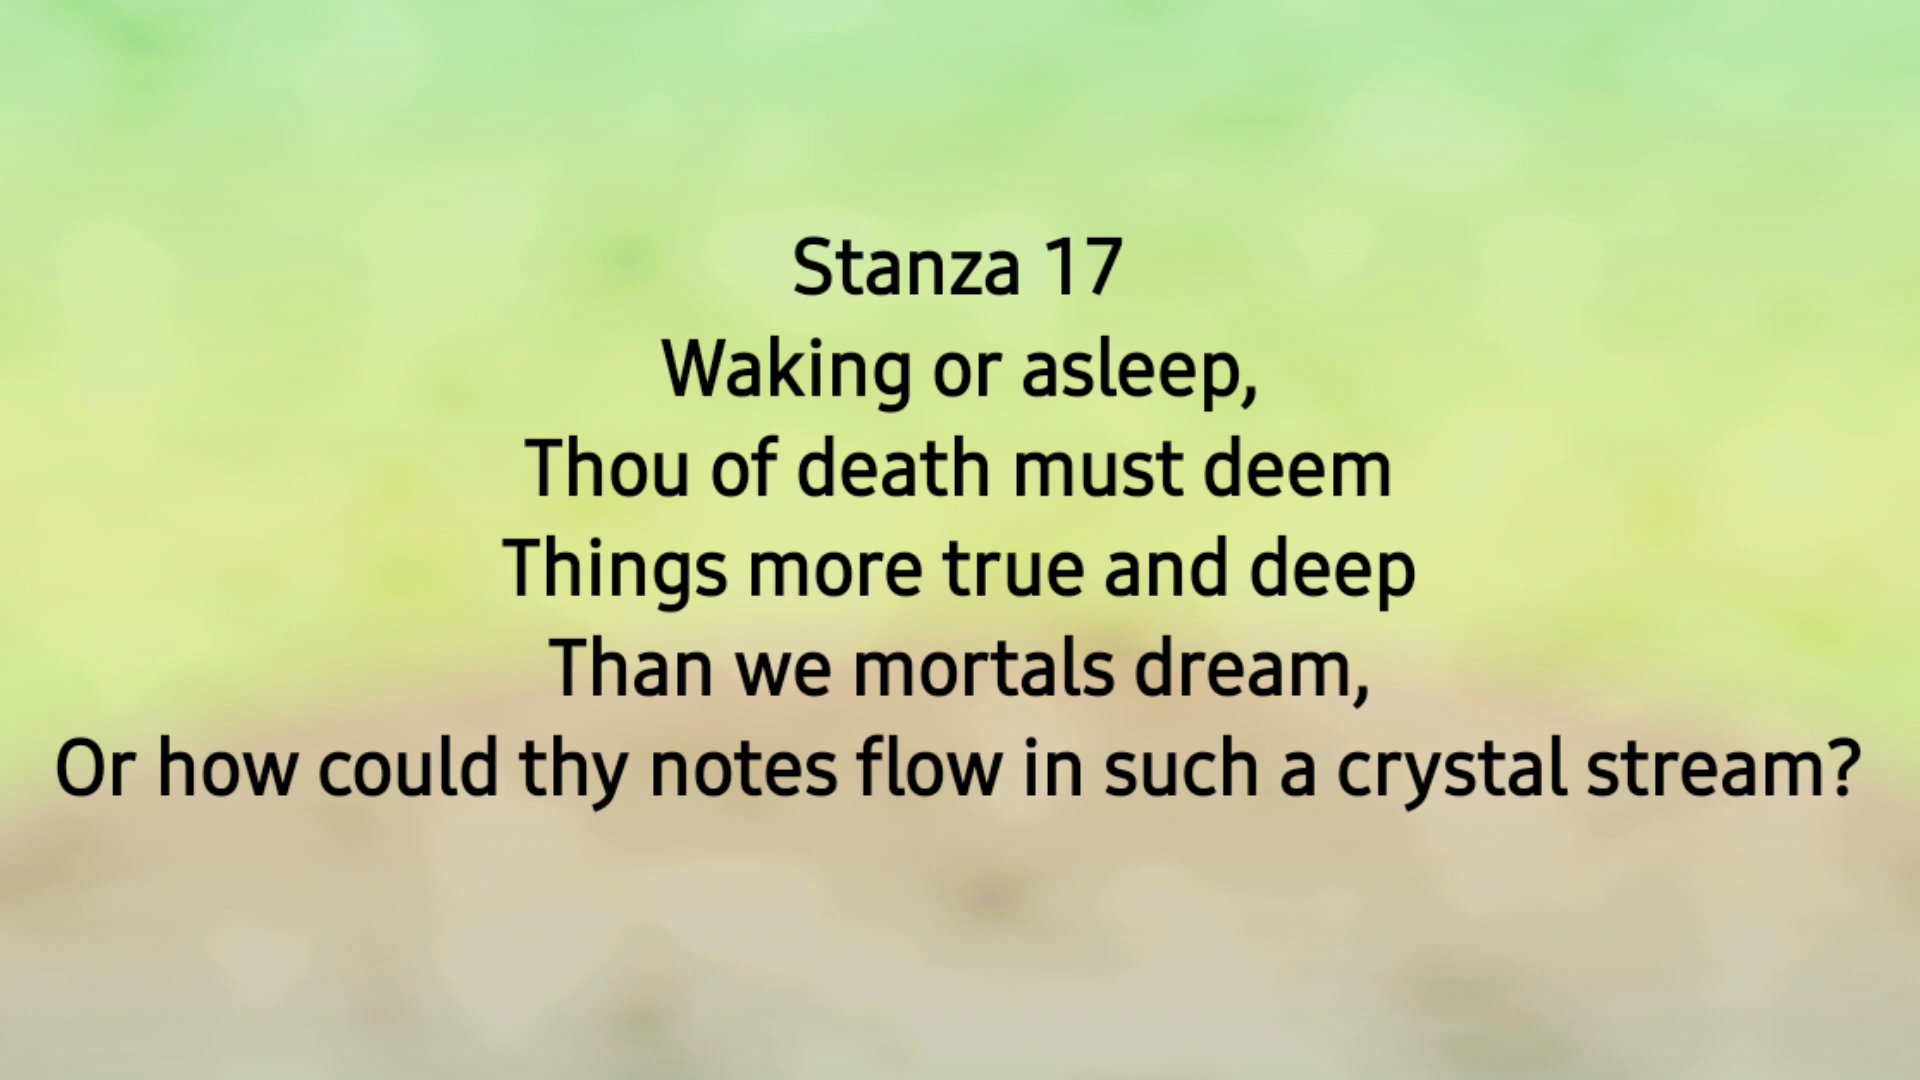 Stanza 17
Waking or asleep,
Thou of death must deem
Things more true and deep
Than we mortals dream,
Or how could thy notes flow in such a crystal stream?